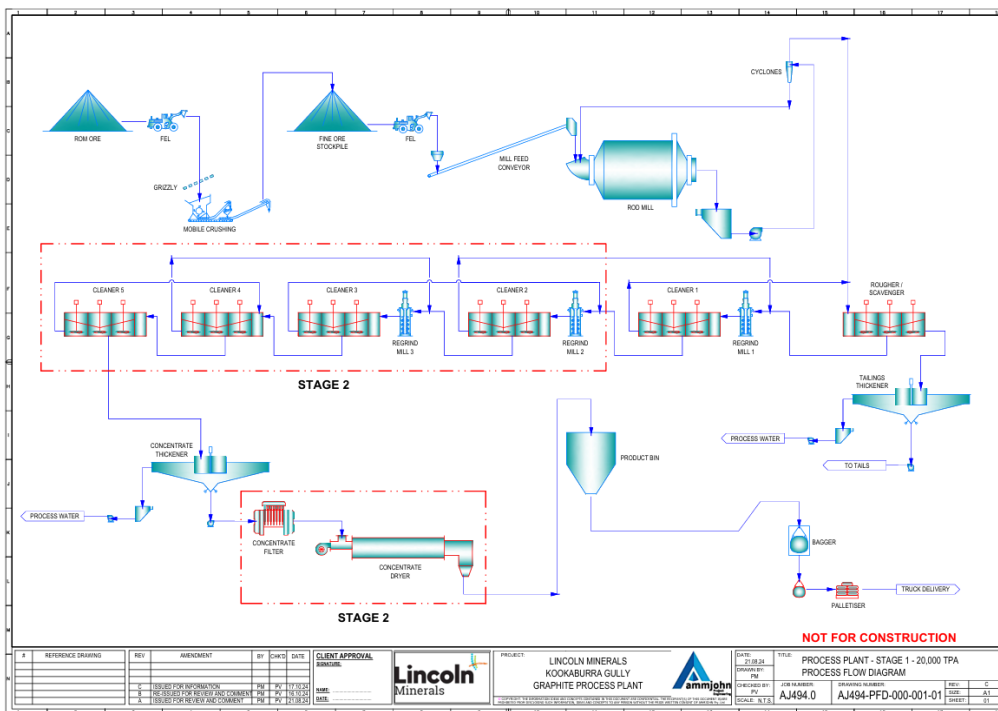 CYCLONES
ROM ORE
FEL
FINE ORE
STOCKPILE
FEL
MILL FEED
CONVEYOR
GRIZZLY
MOBILE CRUSHING
ROD MILL
CLEANER 5
CLEANER 4
CLEANER 3
CLEANER 2
CLEANER 1
ROUGHER /
SCAVENGER
REGRIND
MILL 3
REGRIND
MILL 2
REGRIND
MILL 1
STAGE 2
TAILINGS
THICKENER
PROCESS WATER
TO TAILS
CONCENTRATE
THICKENER
PROCESS WATER
PRODUCT BIN
CONCENTRATE
FILTER
CONCENTRATE
DRYER
STAGE 2
BAGGER
PALLETISER
TRUCK DELIVERY
NOT FOR CONSTRUCTION
# REFERENCE DRAWING
REV AMENDMENT BY CHK'D DATE
C ISSUED FOR INFORMATION PM PV 17.10.24
B RE-ISSUED FOR REVIEW AND COMMENT PM PV 16.10.24
A ISSUED FOR REVIEW AND COMMENT PM PV 21.08.24
CLIENT APPROVAL
SIGNATURE:
NAME:
DATE:
Lincoln
Minerals
PROJECT:
LINCOLN MINERALS
KOOKABURRA GULLY
GRAPHITE PROCESS PLANT
Ammjohn
DATE: 21.08.24
DRAWN BY: PM
CHECKED BY: PV
SCALE: N.T.S.
TITLE:
PROCESS PLANT - STAGE 1 - 20,000 TPA
PROCESS FLOW DIAGRAM
JOB NUMBER:
AJ494.0
DRAWING NUMBER:
AJ494-PFD-000-001-01
REV: C
SIZE: A1
SHEET: 01